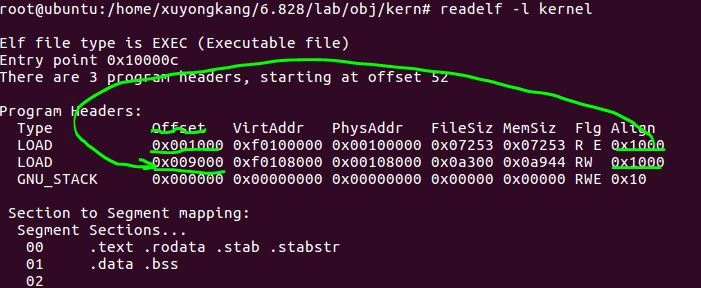 root@ubuntu:/home/xuyongkang/6.828/lab/obj/kern# readelf -l kernel
Elf file type is EXEC (Executable file)
Entry point 0x10000c
There are 3 program headers, starting at offset 52
Program Headers:
Type Offset VirtAddr PhysAddr FileSiz MemSiz Flg Align
LOAD 0x001000 0xf0100000 0x00100000 0x07253 0x07253 R E 0x1000
LOAD 0x009000 0xf0108000 0x00108000 0x0a300 0x0a944 RW 0x1000
GNU_STACK 0x000000 0x00000000 0x00000000 0x00000 0x00000 RWE 0x10
Section to Segment mapping:
Segment Sections...
00 .text .rodata .stab .stabstr
01 .data .bss
02